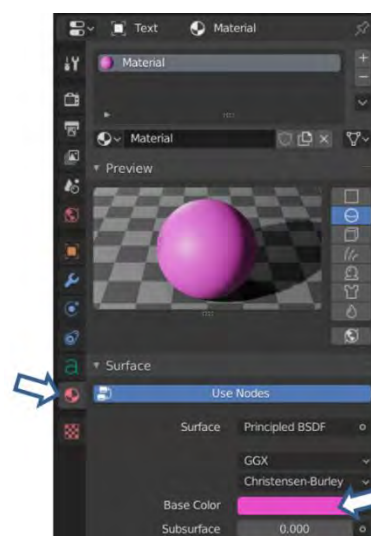 Text Material
Material
Material
Preview
a
Surface
Use Nodes
Surface Principled BSDF
GGX
Christensen-Burley
Base Color
Subsurface 0.000